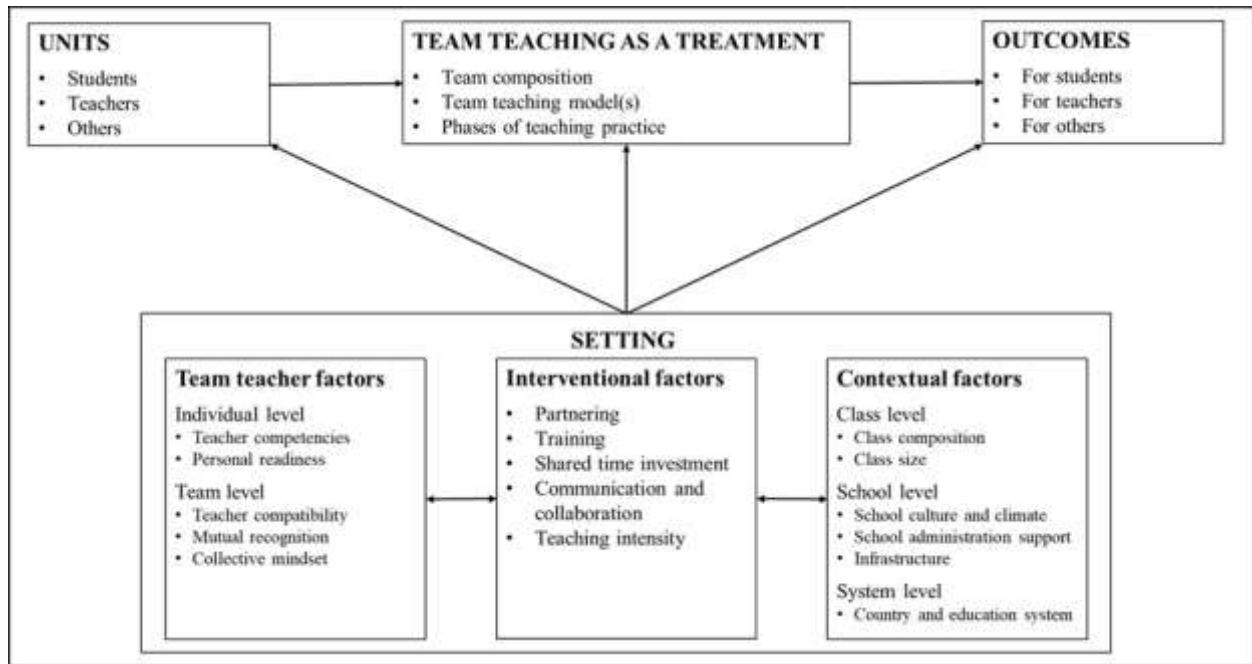 UNITS
• Students
• Teachers
• Others
TEAM TEACHING AS A TREATMENT
• Team composition
• Team teaching model(s)
• Phases of teaching practice
OUTCOMES
• For students
• For teachers
• For others
SETTING
Team teacher factors
Individual level
• Teacher competencies
• Personal readiness
Team level
• Teacher compatibility
• Mutual recognition
• Collective mindset
Interventional factors
• Partnering
• Training
• Shared time investment
• Communication and
collaboration
• Teaching intensity
Contextual factors
Class level
• Class composition
• Class size
School level
• School culture and climate
• School administration support
• Infrastructure
System level
• Country and education system